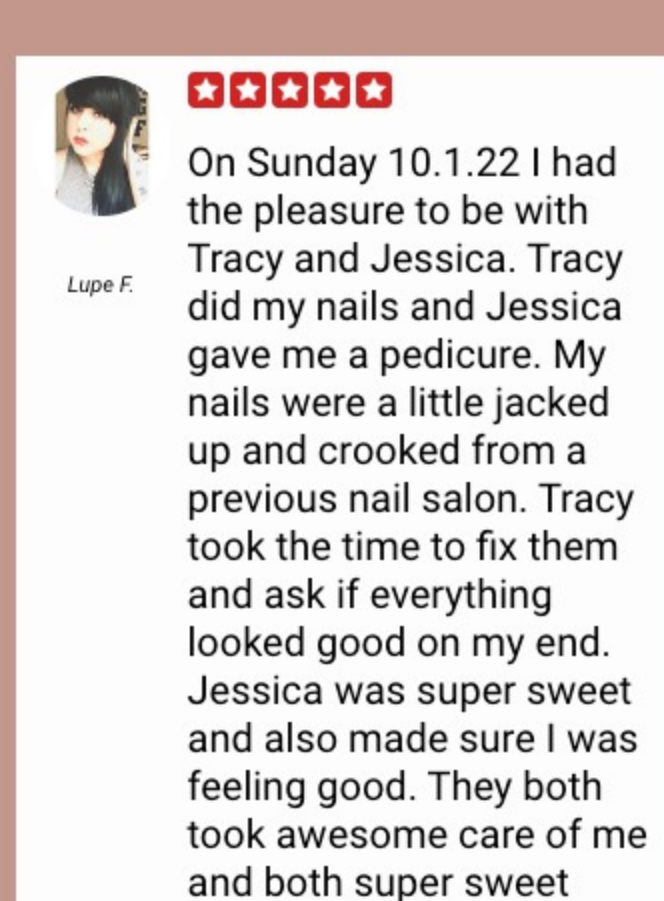 On Sunday 10.1.22 I had
the pleasure to be with
Tracy and Jessica. Tracy
Lupe F.
did my nails and Jessica
gave me a pedicure. My
nails were a little jacked
up and crooked from a
previous nail salon. Tracy
took the time to fix them
and ask if everything
looked good on my end.
Jessica was super sweet
and also made sure I was
feeling good. They both
took awesome care of me
and both super sweet